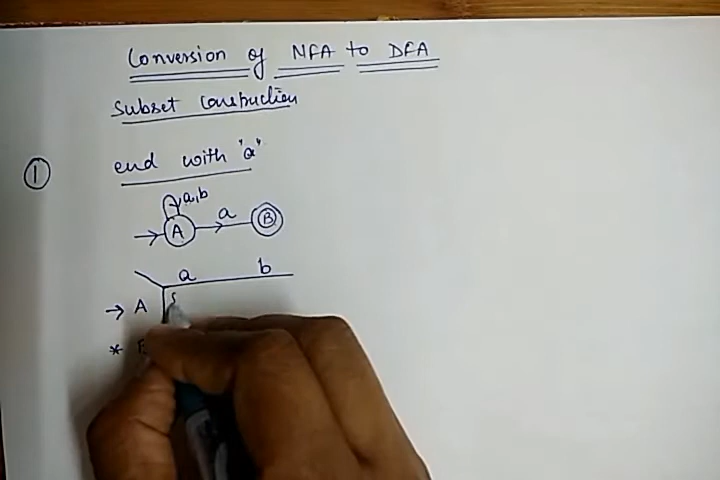 Conversion of NFA to DFA
Subset Construction
① end with "a"
a,b
A a B
a b
→ A {
*